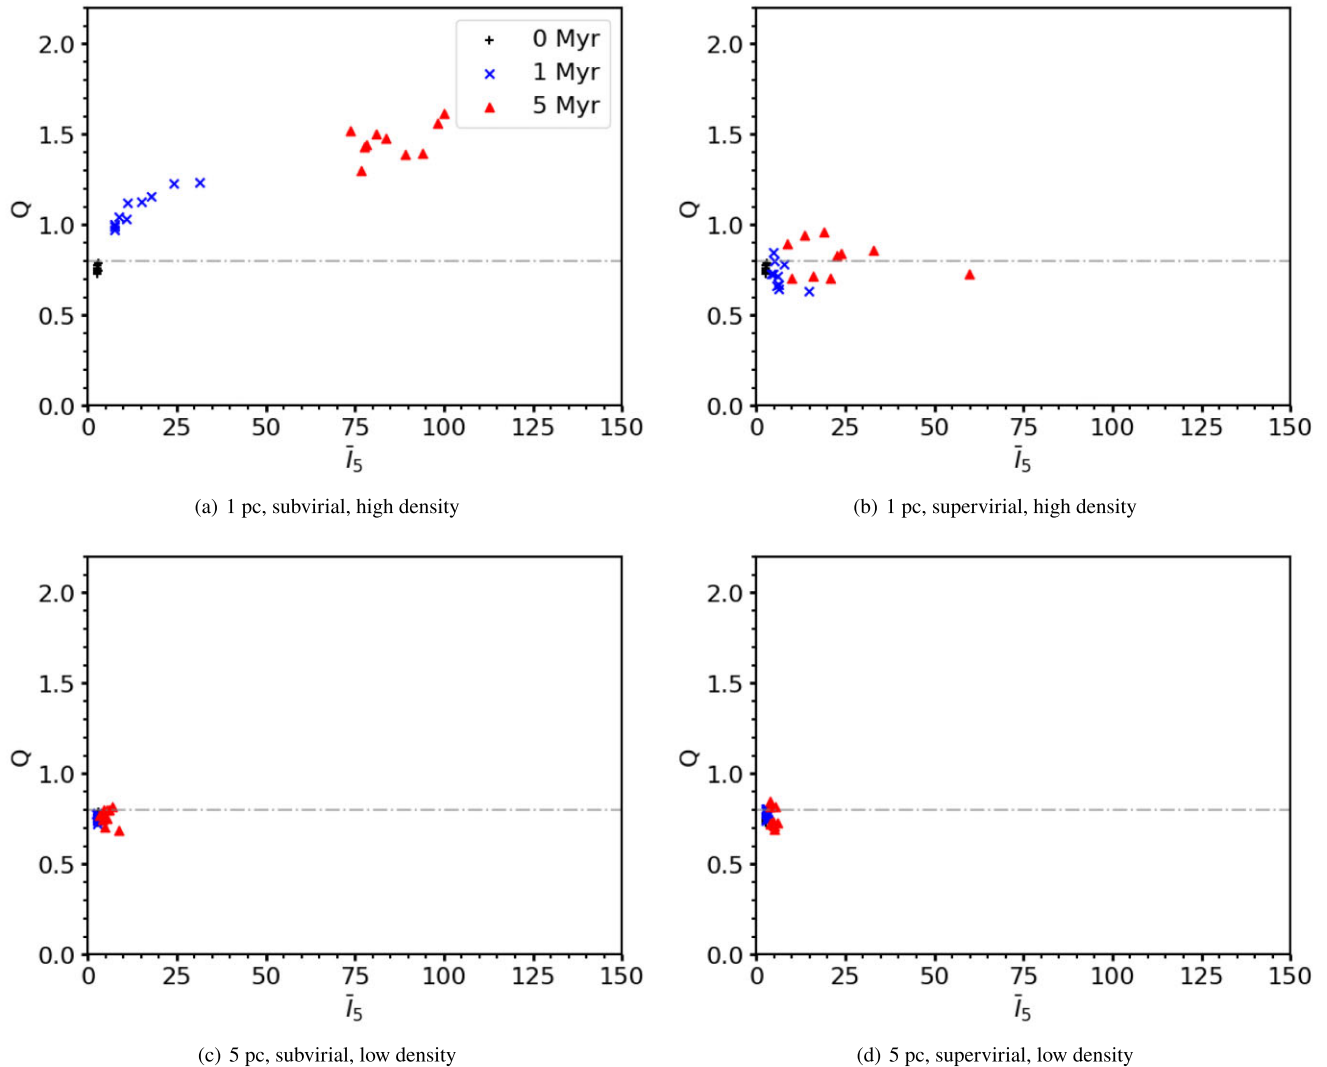 2.0
1.5
Q
1.0
0.5
0.0
0 25 50 75 100 125 150
Ī5
0 Myr
1 Myr
5 Myr
(a) 1 pc, subvirial, high density
2.0
1.5
Q
1.0
0.5
0.0
0 25 50 75 100 125 150
Ī5
(b) 1 pc, supervirial, high density
2.0
1.5
Q
1.0
0.5
0.0
0 25 50 75 100 125 150
Ī5
(c) 5 pc, subvirial, low density
2.0
1.5
Q
1.0
0.5
0.0
0 25 50 75 100 125 150
Ī5
(d) 5 pc, supervirial, low density